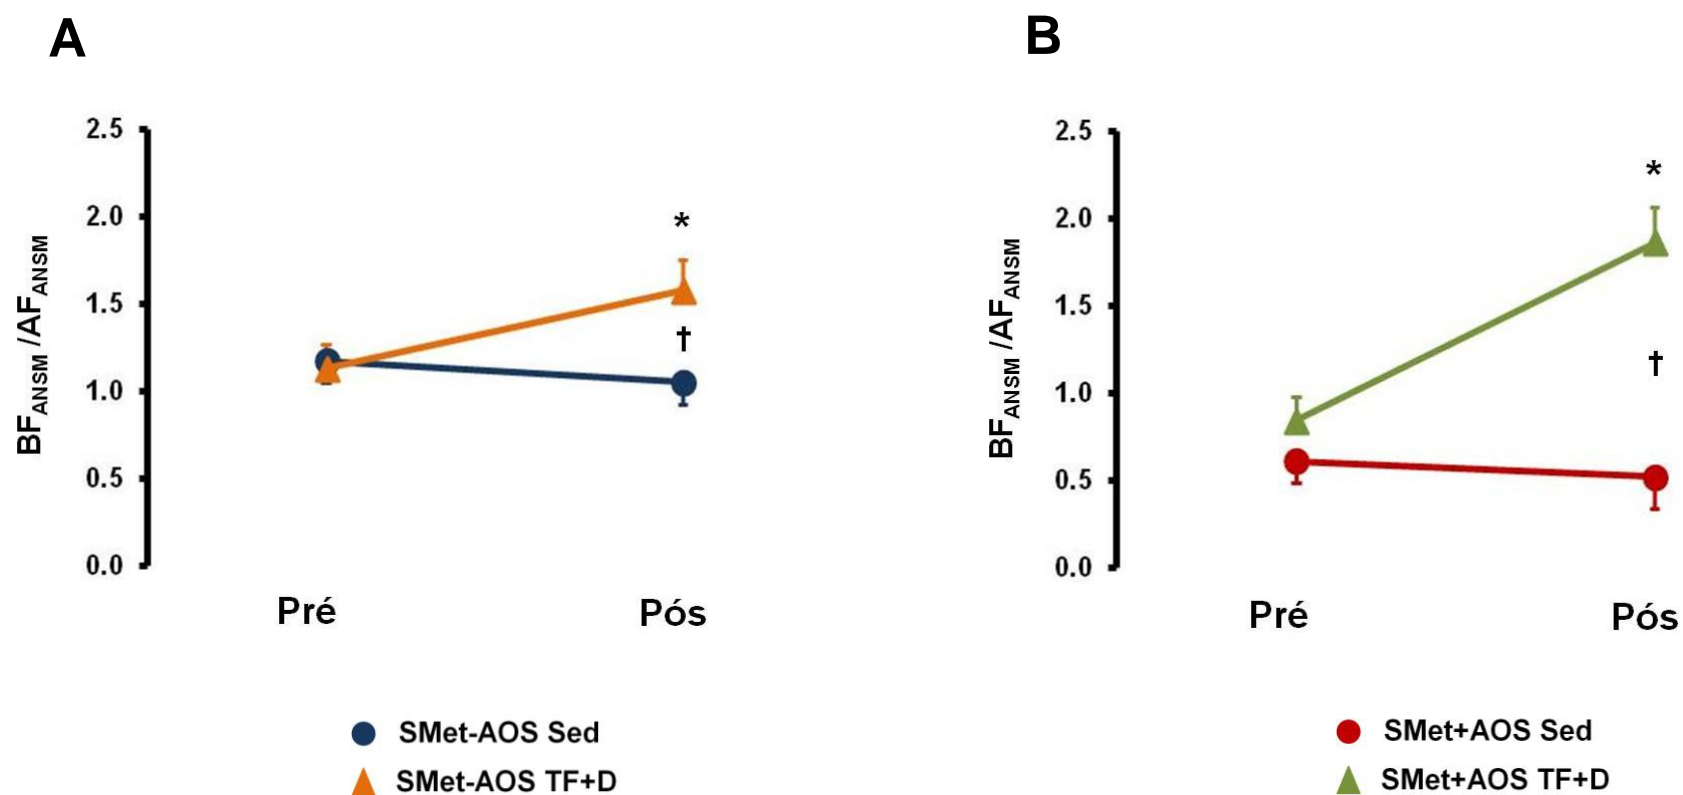 A
2.5
2.0
1.5
1.0
0.5
0.0
BFANSM /AFANSM
*
†
Pré Pós
SMet-AOS Sed
SMet-AOS TF+D
B
2.5
2.0
1.5
1.0
0.5
0.0
BFANSM /AFANSM
*
†
Pré Pós
SMet+AOS Sed
SMet+AOS TF+D